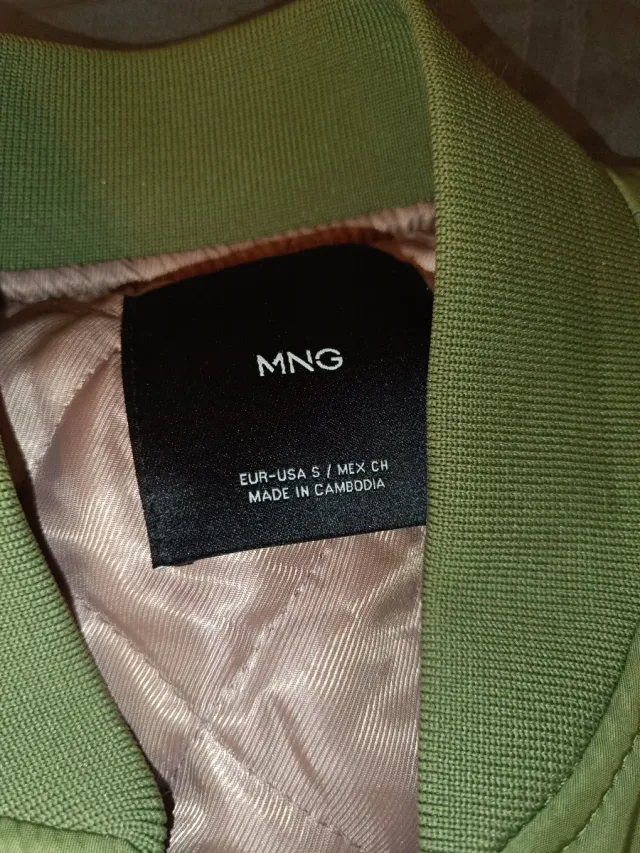 MNG
EUR-USA S / MEX CH
MADE IN CAMBODIA